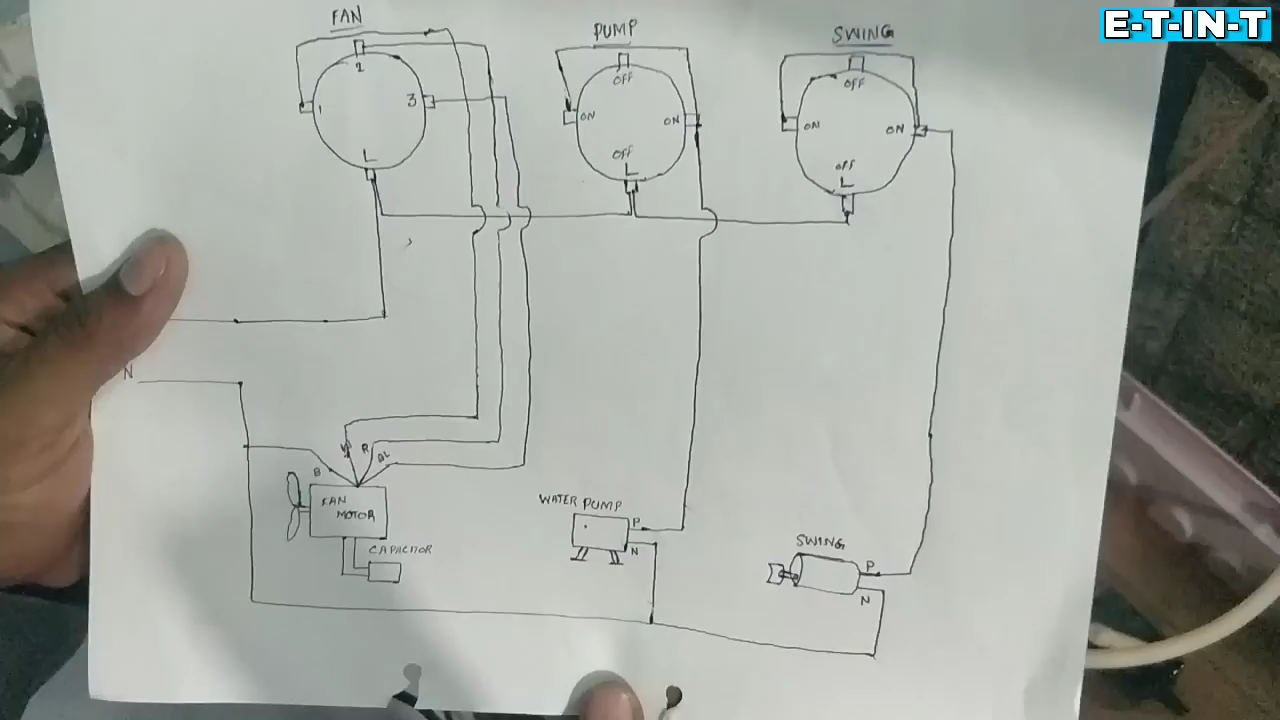 E-T-IN-T
FAN
PUMP
SWING
2
1
3
L
OFF
ON
ON
OFF
L
OFF
ON
ON
OFF
L
N
B
R
BL
FAN
MOTOR
CAPACITOR
WATER PUMP
P
N
SWING
P
N